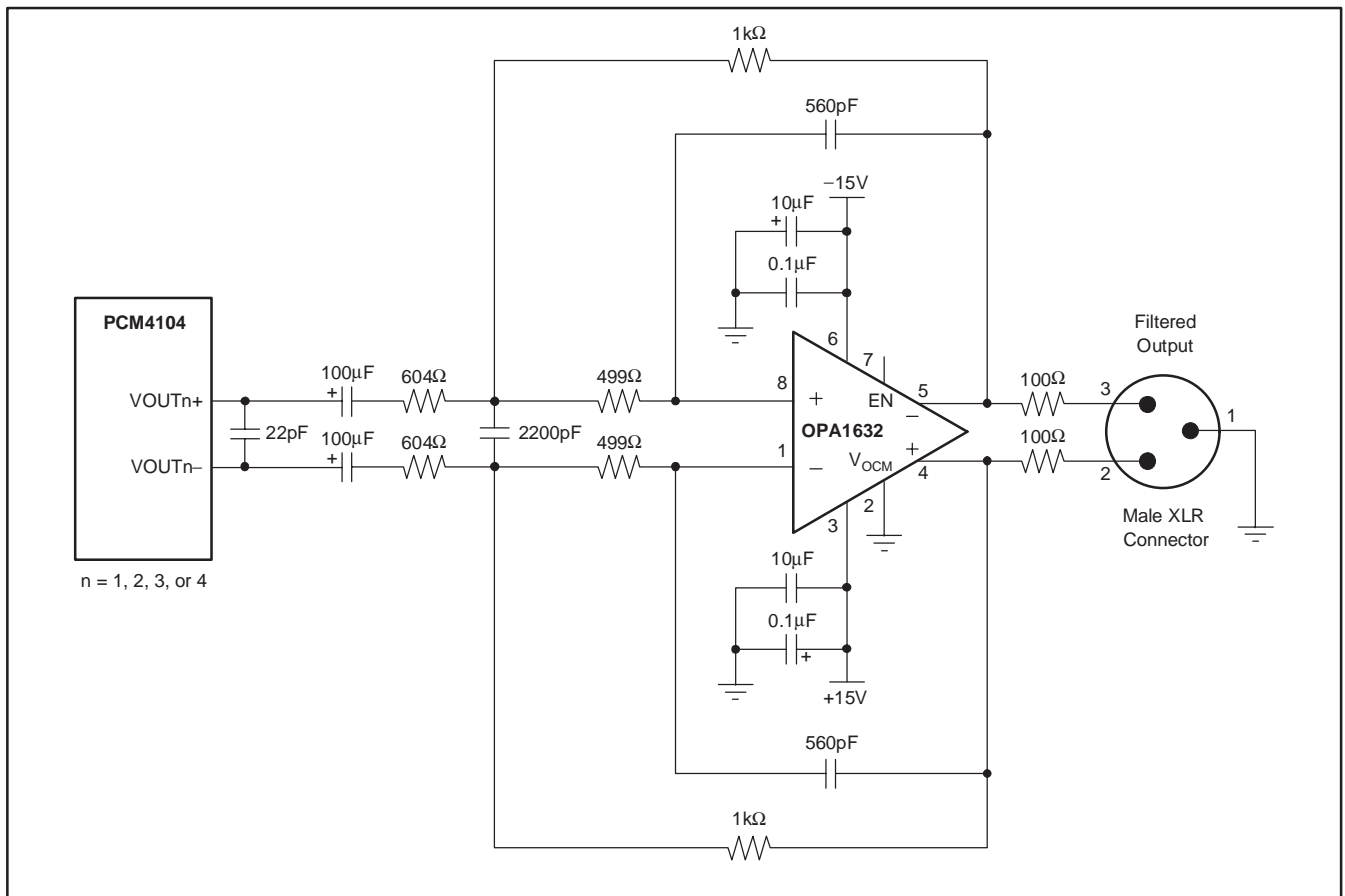 1kΩ
560pF
−15V
10μF
+
0.1μF
PCM4104
VOUTn+
VOUTn−
22pF
100μF
+
100μF
+
604Ω
604Ω
2200pF
499Ω
499Ω
6
7
8
+
EN
5
−
OPA1632
1
−
VOCM
+
4
2
3
100Ω
100Ω
Filtered
Output
3
1
2
Male XLR
Connector
n = 1, 2, 3, or 4
10μF
0.1μF
+
+15V
560pF
1kΩ